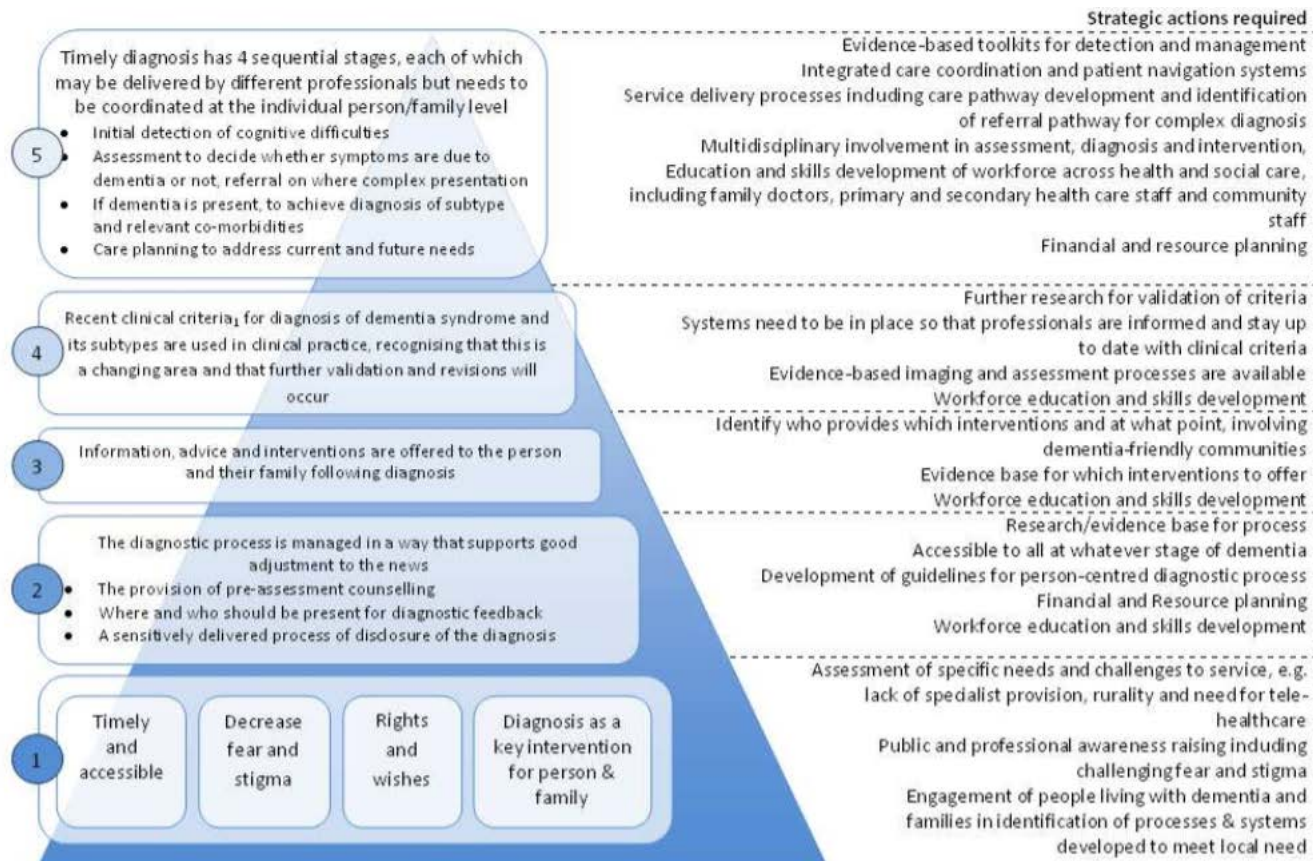 Strategic actions required
Timely diagnosis has 4 sequential stages, each of which
may be delivered by different professionals but needs to
be coordinated at the individual person/family level
● Initial detection of cognitive difficulties
● Assessment to decide whether symptoms are due to
dementia or not, referral on where complex presentation
● If dementia is present, to achieve diagnosis of subtype
and relevant co-morbidities
● Care planning to address current and future needs
5
Evidence-based toolkits for detection and management
Integrated care coordination and patient navigation systems
Service delivery processes including care pathway development and identification
of referral pathway for complex diagnosis
Multidisciplinary involvement in assessment, diagnosis and intervention,
Education and skills development of workforce across health and social care,
including family doctors, primary and secondary health care staff and community
staff
Financial and resource planning
Recent clinical criteria₁ for diagnosis of dementia syndrome and
its subtypes are used in clinical practice, recognising that this is
a changing area and that further validation and revisions will
occur
4
Further research for validation of criteria
Systems need to be in place so that professionals are informed and stay up
to date with clinical criteria
Evidence-based imaging and assessment processes are available
Workforce education and skills development
Information, advice and interventions are offered to the person
and their family following diagnosis
3
Identify who provides which interventions and at what point, involving
dementia-friendly communities
Evidence base for which interventions to offer
Workforce education and skills development
The diagnostic process is managed in a way that supports good
adjustment to the news
● The provision of pre-assessment counselling
● Where and who should be present for diagnostic feedback
● A sensitively delivered process of disclosure of the diagnosis
2
Research/evidence base for process
Accessible to all at whatever stage of dementia
Development of guidelines for person-centred diagnostic process
Financial and Resource planning
Workforce education and skills development
1
Timely
and
accessible
Decrease
fear and
stigma
Rights
and
wishes
Diagnosis as a
key intervention
for person &
family
Assessment of specific needs and challenges to service, e.g.
lack of specialist provision, rurality and need for tele-
healthcare
Public and professional awareness raising including
challenging fear and stigma
Engagement of people living with dementia and
families in identification of processes & systems
developed to meet local need